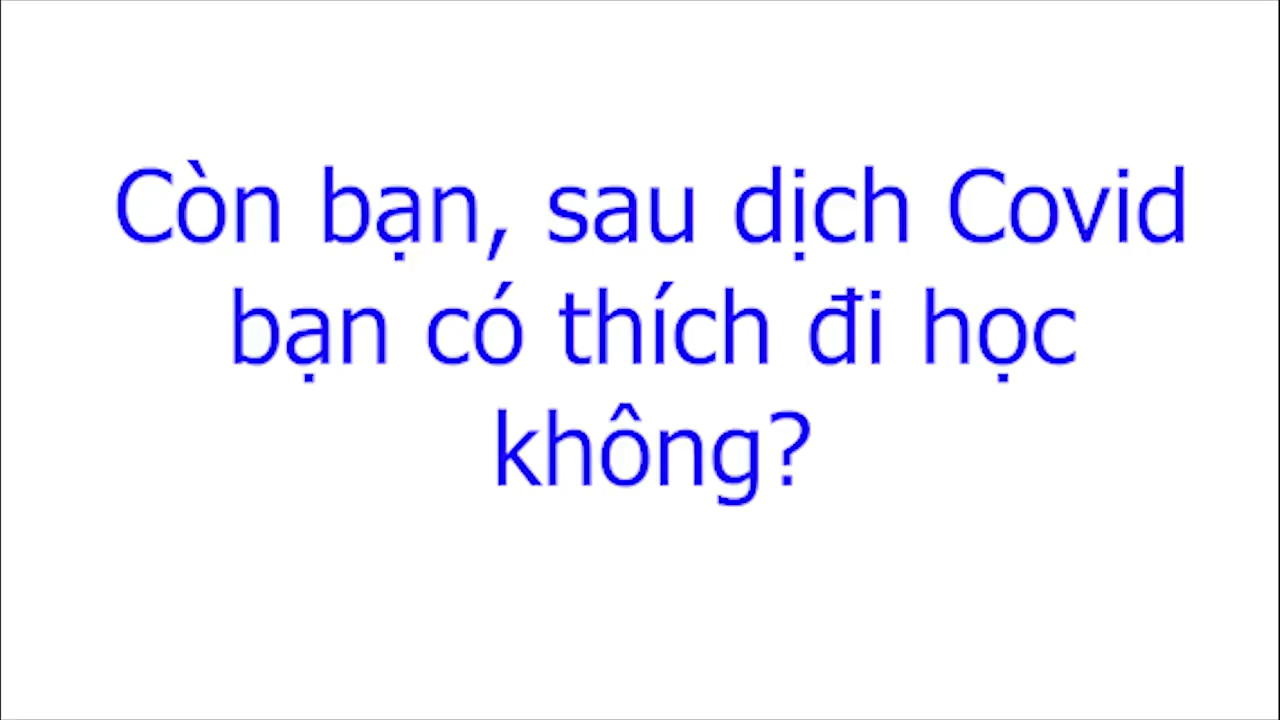 Còn bạn, sau dịch Covid
bạn có thích đi học
không?